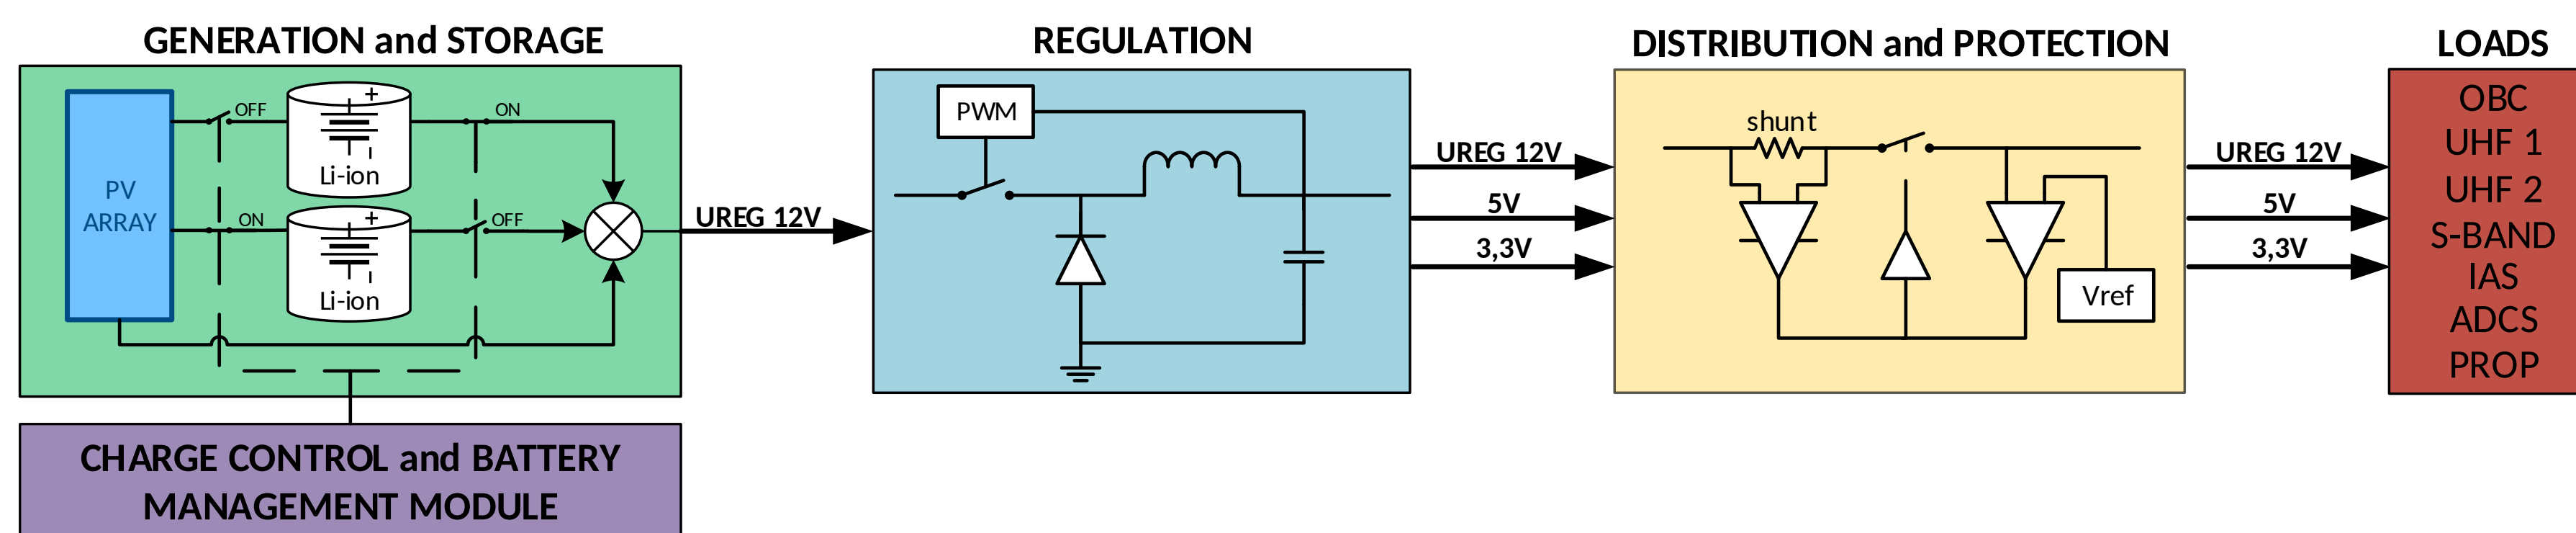 GENERATION and STORAGE
PV
ARRAY
OFF
ON
+
Li-ion
ON
OFF
+
Li-ion
CHARGE CONTROL and BATTERY
MANAGEMENT MODULE
UREG 12V
REGULATION
PWM
UREG 12V
5V
3,3V
DISTRIBUTION and PROTECTION
shunt
Vref
UREG 12V
5V
3,3V
LOADS
OBC
UHF 1
UHF 2
S-BAND
IAS
ADCS
PROP